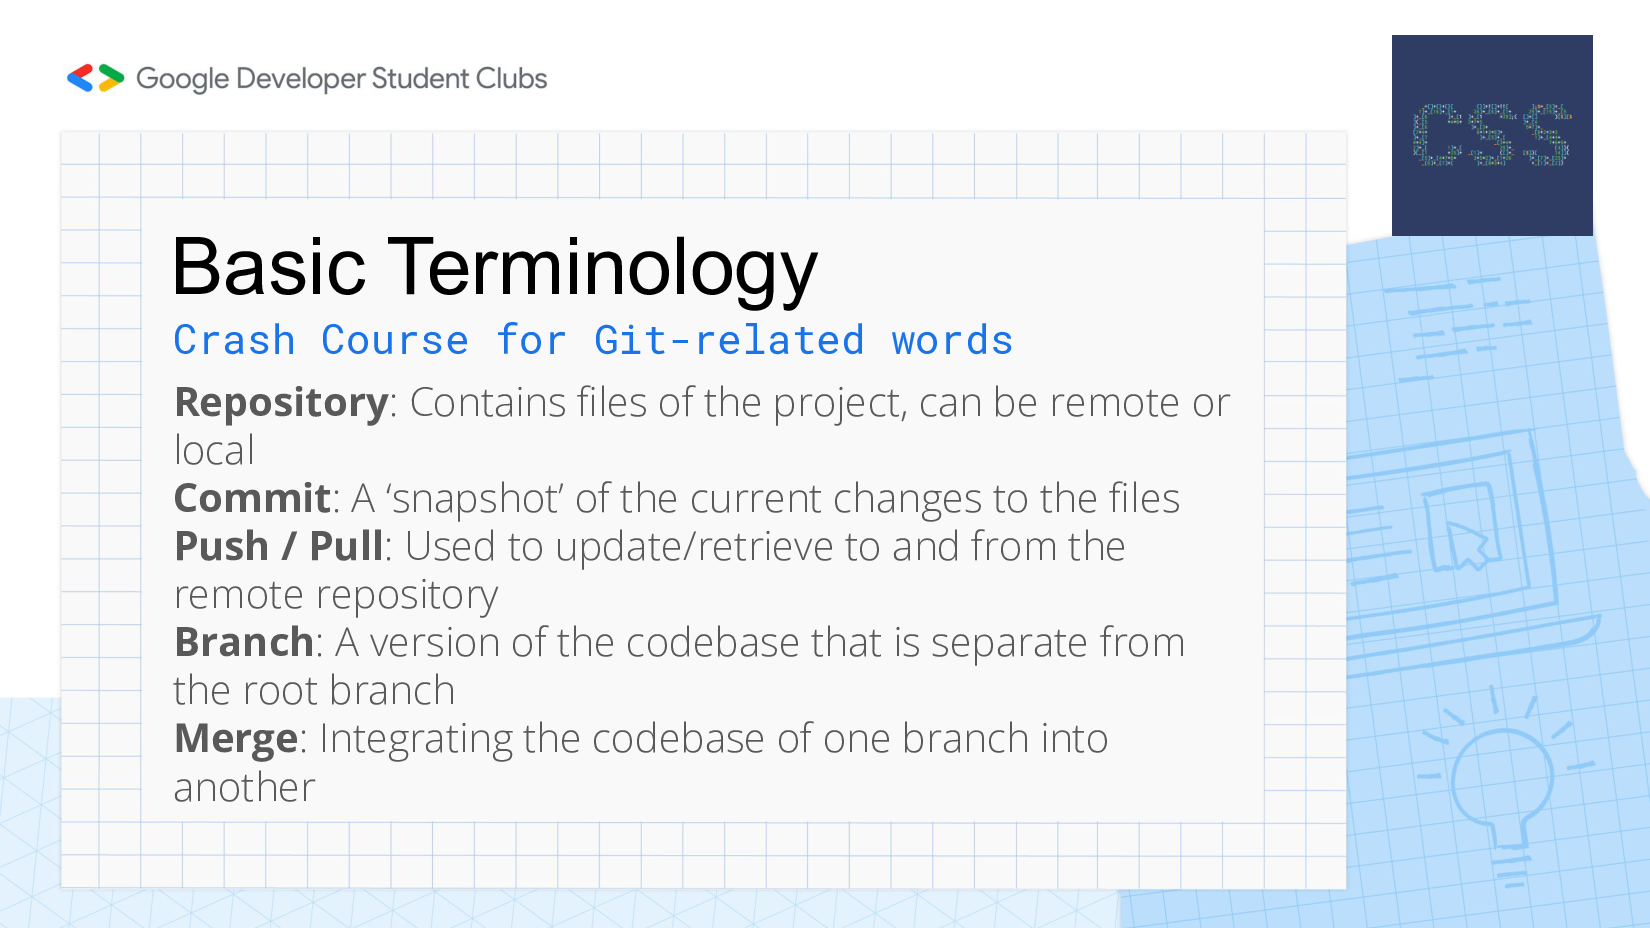 Google Developer Student Clubs
CSS
Basic Terminology
Crash Course for Git-related words
Repository: Contains files of the project, can be remote or
local
Commit: A ‘snapshot’ of the current changes to the files
Push / Pull: Used to update/retrieve to and from the
remote repository
Branch: A version of the codebase that is separate from
the root branch
Merge: Integrating the codebase of one branch into
another